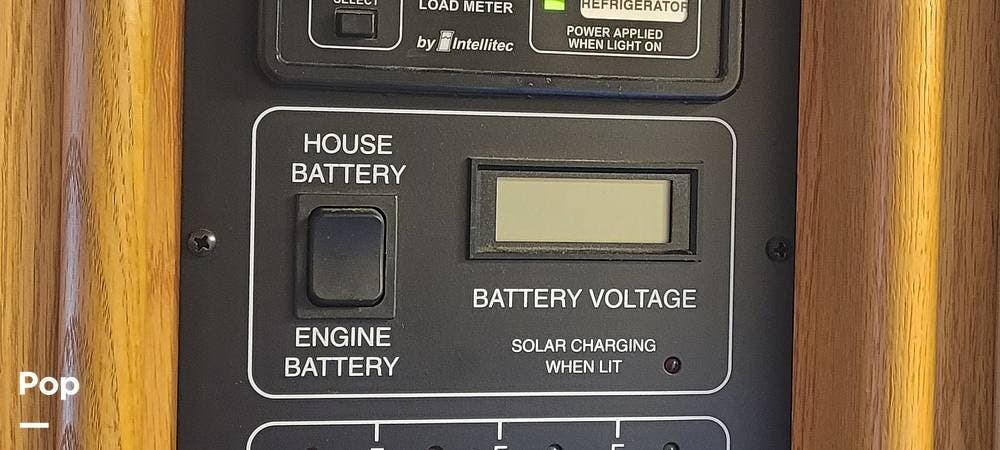 SELECT
LOAD METER
by Intellitec
REFRIGERATOR
POWER APPLIED
WHEN LIGHT ON
HOUSE
BATTERY
ENGINE
BATTERY
BATTERY VOLTAGE
SOLAR CHARGING
WHEN LIT
Pop